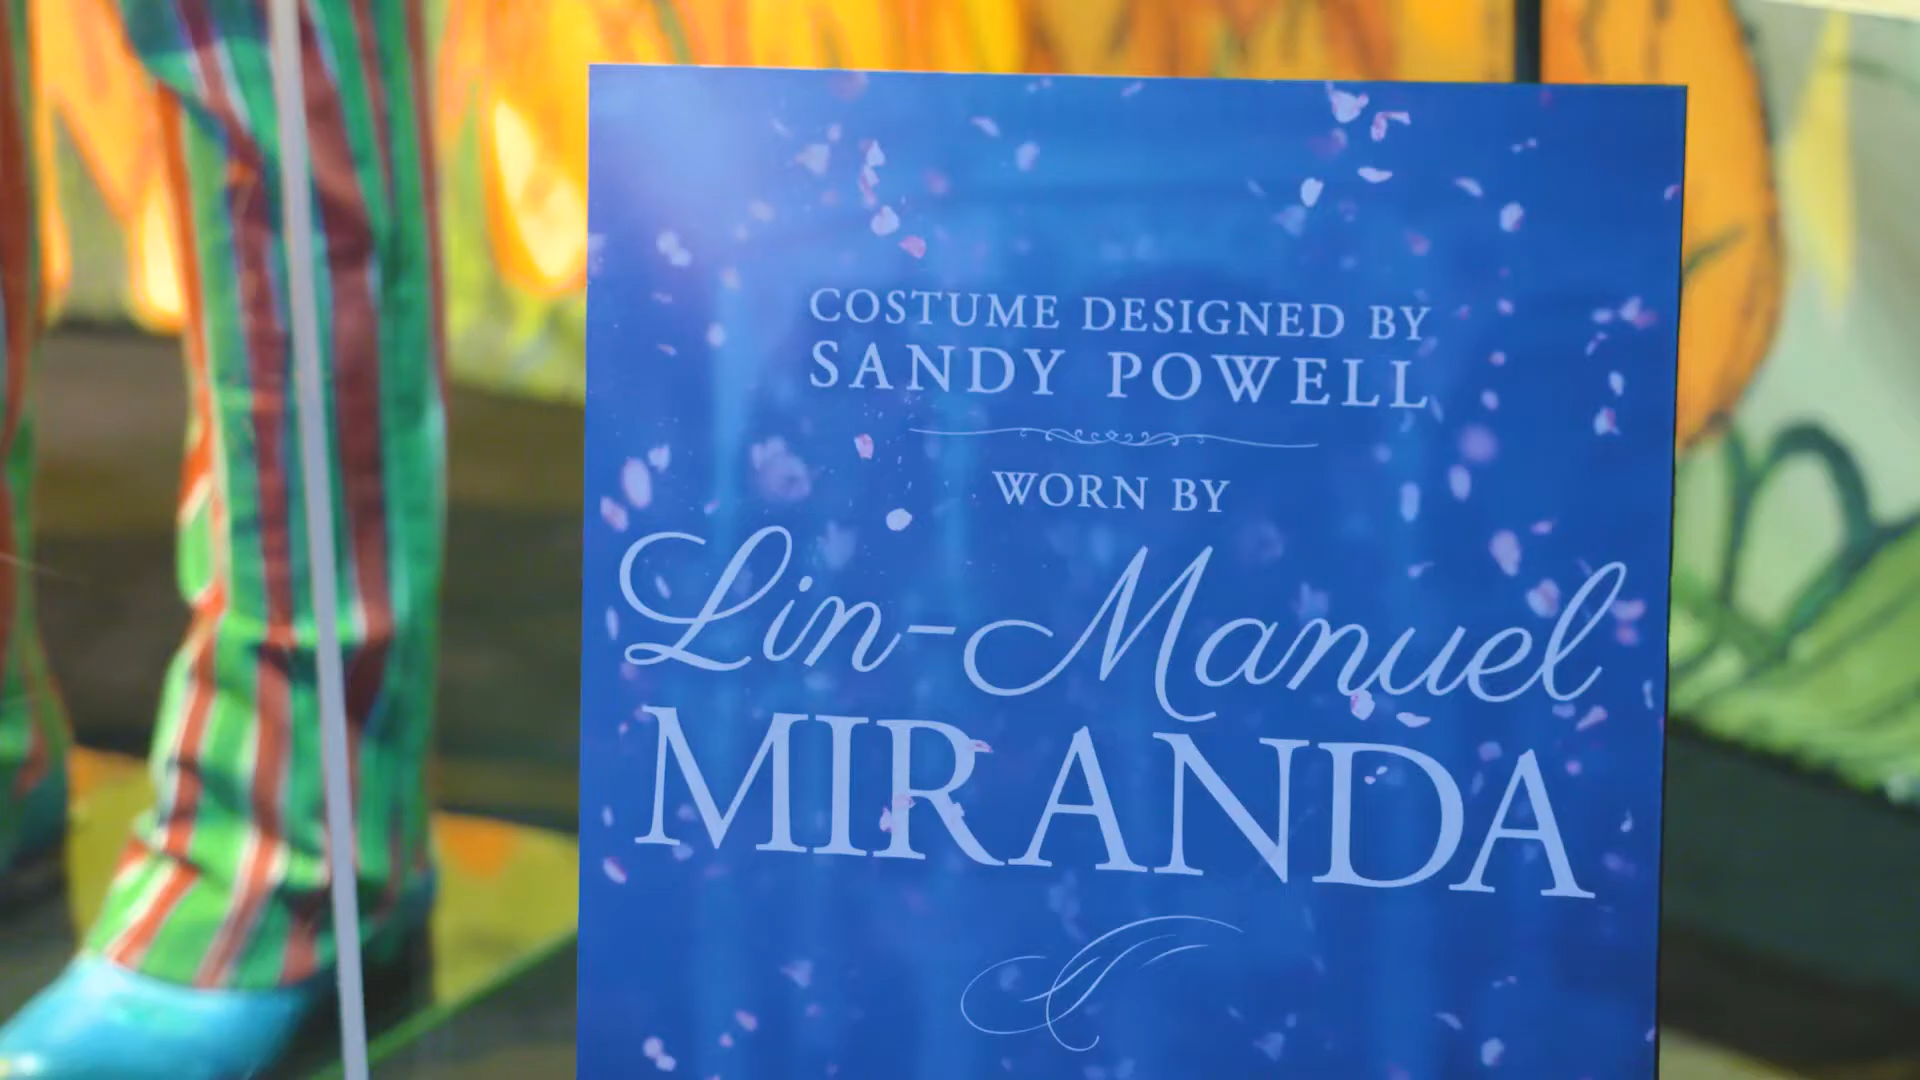 COSTUME DESIGNED BY
SANDY POWELL
WORN BY
Lin-Manuel
MIRANDA